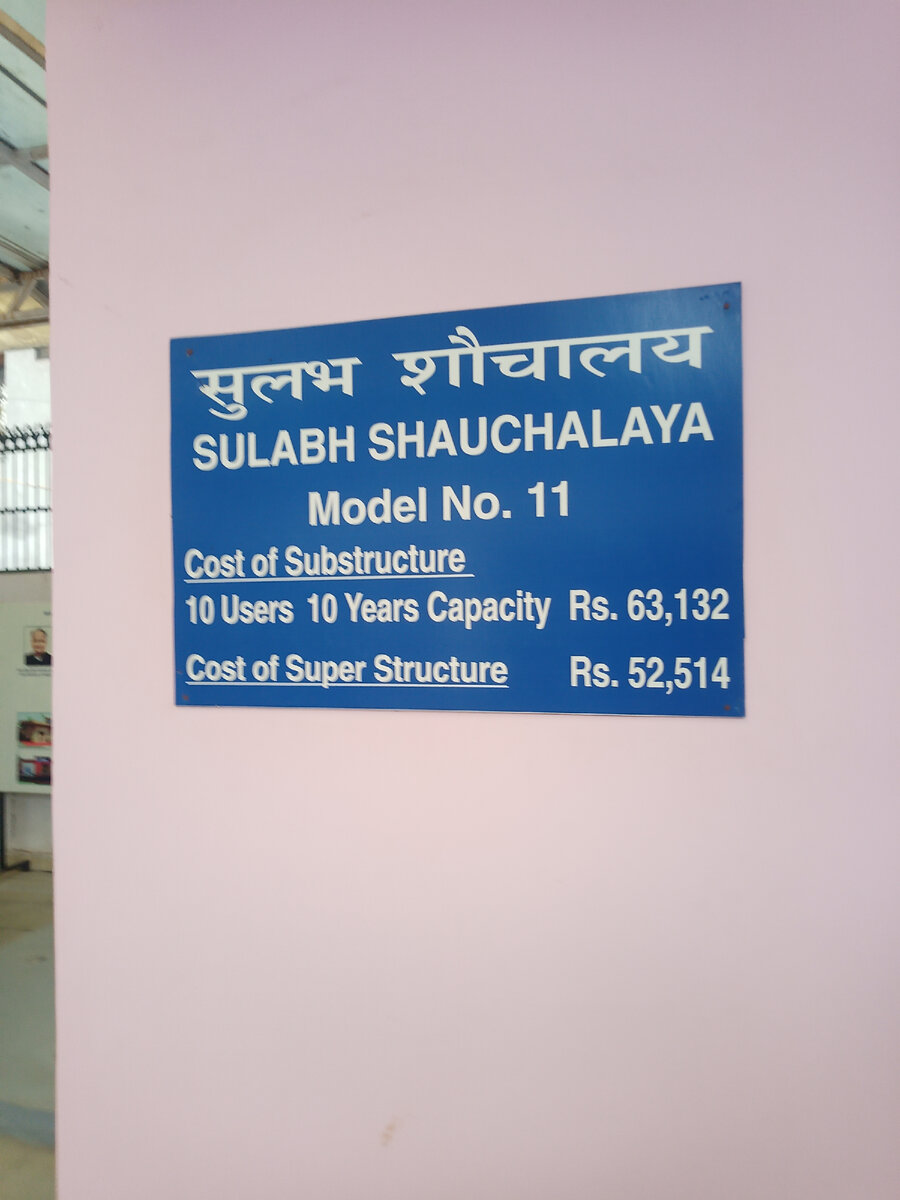 सुलभ शौचालय
SULABH SHAUCHALAYA
Model No. 11
Cost of Substructure
10 Users 10 Years Capacity Rs. 63,132
Cost of Super Structure Rs. 52,514